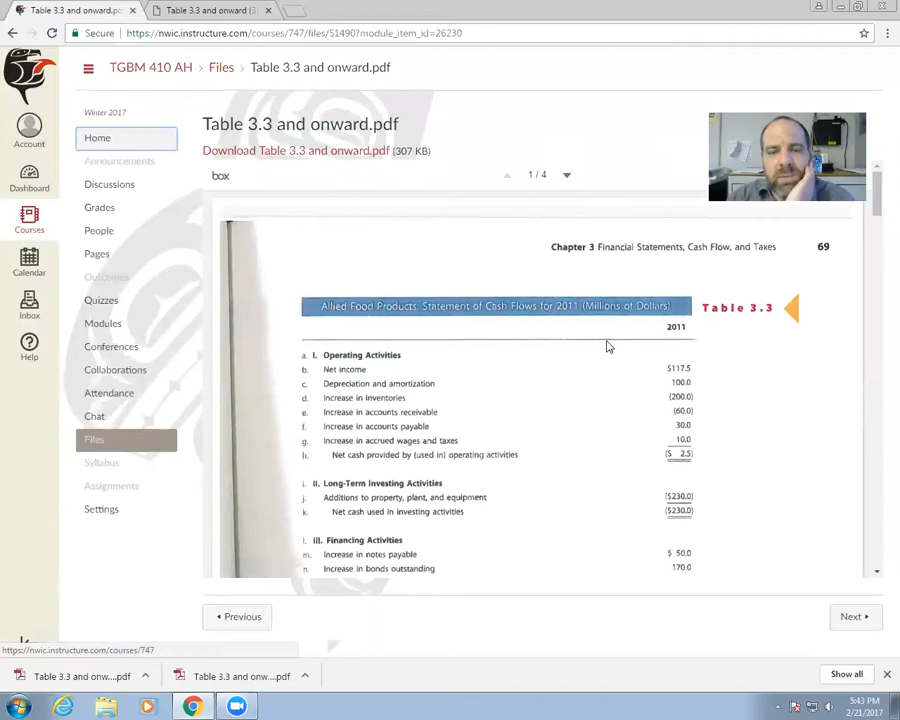 Table 3.3 and onward.pdf
Table 3.3 and onward (3
Secure
https://nwic.instructure.com/courses/747/files/51490?module_item_id=26230
TGBM 410 AH > Files > Table 3.3 and onward.pdf
Account
Dashboard
Courses
Calendar
Inbox
Help
Winter 2017
Home
Announcements
Discussions
Grades
People
Pages
Outcomes
Quizzes
Modules
Conferences
Collaborations
Attendance
Chat
Files
Syllabus
Assignments
Settings
Table 3.3 and onward.pdf
Download Table 3.3 and onward.pdf (307 KB)
box
1 / 4
Chapter 3 Financial Statements, Cash Flow, and Taxes 69
Allied Food Products: Statement of Cash Flows for 2011 (Millions of Dollars)
Table 3.3
2011
a. I. Operating Activities
b. Net income $117.5
c. Depreciation and amortization 100.0
d. Increase in inventories (200.0)
e. Increase in accounts receivable (60.0)
f. Increase in accounts payable 30.0
g. Increase in accrued wages and taxes 10.0
h. Net cash provided by (used in) operating activities ($ 2.5)
i. II. Long-Term Investing Activities
j. Additions to property, plant, and equipment ($230.0)
k. Net cash used in investing activities ($230.0)
l. III. Financing Activities
m. Increase in notes payable $ 50.0
n. Increase in bonds outstanding 170.0
Previous
Next
https://nwic.instructure.com/courses/747
Table 3.3 and onw....pdf
Table 3.3 and onw....pdf
Show all
5:43 PM
2/21/2017